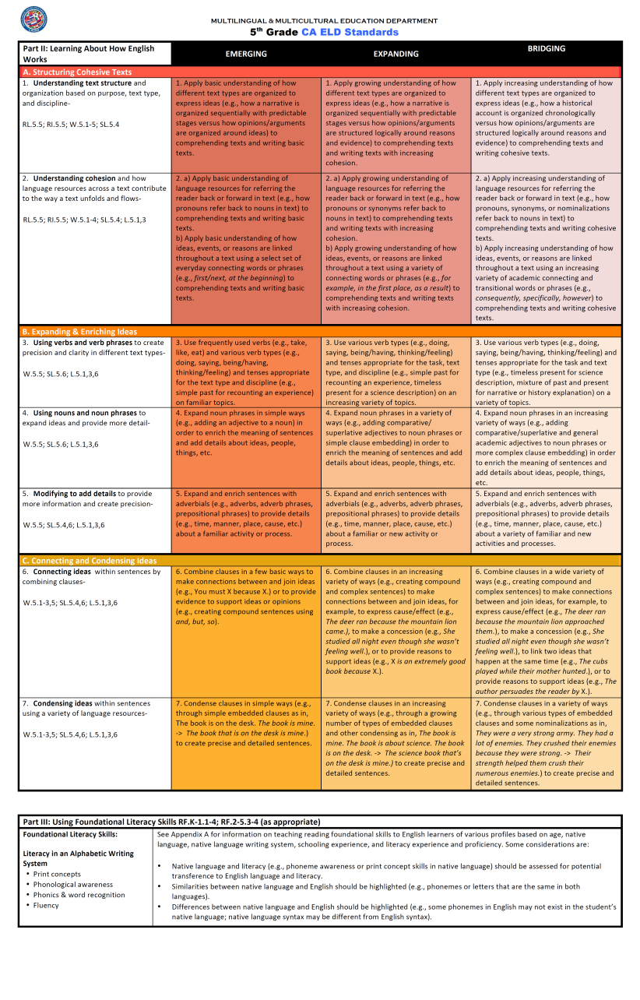 MULTILINGUAL & MULTICULTURAL EDUCATION DEPARTMENT
5th Grade CA ELD Standards
Part II: Learning About How English
Works
EMERGING
EXPANDING
BRIDGING
A. Structuring Cohesive Texts
1. Understanding text structure and
organization based on purpose, text type,
and discipline-
RL.5.5; RI.5.5; W.5.1-5; SL.5.4
1. Apply basic understanding of how
different text types are organized to
express ideas (e.g., how a narrative is
organized sequentially with predictable
stages versus how opinions/arguments
are organized around ideas) to
comprehending texts and writing basic
texts.
1. Apply growing understanding of how
different text types are organized to
express ideas (e.g., how a narrative is
organized sequentially with predictable
stages versus how opinions/arguments
are structured logically around reasons
and evidence) to comprehending texts
and writing texts with increasing
cohesion.
1. Apply increasing understanding of how
different text types are organized to
express ideas (e.g., how a historical
account is organized chronologically
versus how opinions/arguments are
structured logically around reasons and
evidence) to comprehending texts and
writing cohesive texts.
2. Understanding cohesion and how
language resources across a text contribute
to the way a text unfolds and flows-
RL.5.5; RI.5.5; W.5.1-4; SL.5.4; L.5.1,3
2. a) Apply basic understanding of
language resources for referring the
reader back or forward in text (e.g., how
pronouns refer back to nouns in text) to
comprehending texts and writing basic
texts.
b) Apply basic understanding of how
ideas, events, or reasons are linked
throughout a text using a select set of
everyday connecting words or phrases
(e.g., first/next, at the beginning) to
comprehending texts and writing basic
texts.
2. a) Apply growing understanding of
language resources for referring the
reader back or forward in text (e.g., how
pronouns or synonyms refer back to
nouns in text) to comprehending texts
and writing texts with increasing
cohesion.
b) Apply growing understanding of how
ideas, events, or reasons are linked
throughout a text using a variety of
connecting words or phrases (e.g., for
example, in the first place, as a result) to
comprehending texts and writing texts
with increasing cohesion.
2. a) Apply increasing understanding of
language resources for referring the
reader back or forward in text (e.g., how
pronouns, synonyms, or nominalizations
refer back to nouns in text) to
comprehending texts and writing cohesive
texts.
b) Apply increasing understanding of how
ideas, events, or reasons are linked
throughout a text using an increasing
variety of academic connecting and
transitional words or phrases (e.g.,
consequently, specifically, however) to
comprehending texts and writing cohesive
texts.
B. Expanding & Enriching Ideas
3. Using verbs and verb phrases to create
precision and clarity in different text types-
W.5.5; SL.5.6; L.5.1,3,6
3. Use frequently used verbs (e.g., take,
like, eat) and various verb types (e.g.,
doing, saying, being/having,
thinking/feeling) and tenses appropriate
for the text type and discipline (e.g.,
simple past for recounting an experience)
on familiar topics.
3. Use various verb types (e.g., doing,
saying, being/having, thinking/feeling)
and tenses appropriate for the task, text
type, and discipline (e.g., simple past for
recounting an experience, timeless
present for a science description) on an
increasing variety of topics.
3. Use various verb types (e.g., doing,
saying, being/having, thinking/feeling) and
tenses appropriate for the task and text
type (e.g., timeless present for science
description, mixture of past and present
for narrative or history explanation) on a
variety of topics.
4. Using nouns and noun phrases to
expand ideas and provide more detail-
W.5.5; SL.5.6; L.5.1,3,6
4. Expand noun phrases in simple ways
(e.g., adding an adjective to a noun) in
order to enrich the meaning of sentences
and add details about ideas, people,
things, etc.
4. Expand noun phrases in a variety of
ways (e.g., adding comparative/
superlative adjectives to noun phrases or
simple clause embedding) in order to
enrich the meaning of sentences and add
details about ideas, people, things, etc.
4. Expand noun phrases in an increasing
variety of ways (e.g., adding
comparative/superlative and general
academic adjectives to noun phrases or
more complex clause embedding) in order
to enrich the meaning of sentences and
add details about ideas, people, things,
etc.
5. Modifying to add details to provide
more information and create precision-
W.5.5; SL.5.4,6; L.5.1,3,6
5. Expand and enrich sentences with
adverbials (e.g., adverbs, adverb phrases,
prepositional phrases) to provide details
(e.g., time, manner, place, cause, etc.)
about a familiar activity or process.
5. Expand and enrich sentences with
adverbials (e.g., adverbs, adverb phrases,
prepositional phrases) to provide details
(e.g., time, manner, place, cause, etc.)
about a familiar or new activity or
process.
5. Expand and enrich sentences with
adverbials (e.g., adverbs, adverb phrases,
prepositional phrases) to provide details
(e.g., time, manner, place, cause, etc.)
about a variety of familiar and new
activities and processes.
C. Connecting and Condensing Ideas
6. Connecting ideas within sentences by
combining clauses-
W.5.1-3,5; SL.5.4,6; L.5.1,3,6
6. Combine clauses in a few basic ways to
make connections between and join ideas
(e.g., You must X because X.) or to provide
evidence to support ideas or opinions
(e.g., creating compound sentences using
and, but, so).
6. Combine clauses in an increasing
variety of ways (e.g., creating compound
and complex sentences) to make
connections between and join ideas, for
example, to express cause/effect (e.g.,
The deer ran because the mountain lion
came.), to make a concession (e.g., She
studied all night even though she wasn't
feeling well.), or to provide reasons to
support ideas (e.g., X is an extremely good
book because X.).
6. Combine clauses in a wide variety of
ways (e.g., creating compound and
complex sentences) to make connections
between and join ideas, for example, to
express cause/effect (e.g., The deer ran
because the mountain lion approached
them.), to make a concession (e.g., She
studied all night even though she wasn't
feeling well.), to link two ideas that
happen at the same time (e.g., The cubs
played while their mother hunted.), or to
provide reasons to support ideas (e.g., The
author persuades the reader by X.).
7. Condensing ideas within sentences
using a variety of language resources-
W.5.1-3,5; SL.5.4,6; L.5.1,3,6
7. Condense clauses in simple ways (e.g.,
through simple embedded clauses as in,
The book is on the desk. The book is mine.
-> The book that is on the desk is mine.)
to create precise and detailed sentences.
7. Condense clauses in an increasing
variety of ways (e.g., through a growing
number of types of embedded clauses
and other condensing as in, The book is
mine. The book is about science. The book
is on the desk. -> The science book that's
on the desk is mine.) to create precise and
detailed sentences.
7. Condense clauses in a variety of ways
(e.g., through various types of embedded
clauses and some nominalizations as in,
They were a very strong army. They had a
lot of enemies. They crushed their enemies
because they were strong. -> Their
strength helped them crush their
numerous enemies.) to create precise and
detailed sentences.
Part III: Using Foundational Literacy Skills RF.K-1.1-4; RF.2-5.3-4 (as appropriate)
Foundational Literacy Skills:
Literacy in an Alphabetic Writing
System
• Print concepts
• Phonological awareness
• Phonics & word recognition
• Fluency
See Appendix A for information on teaching reading foundational skills to English learners of various profiles based on age, native
language, native language writing system, schooling experience, and literacy experience and proficiency. Some considerations are:
• Native language and literacy (e.g., phoneme awareness or print concept skills in native language) should be assessed for potential
transference to English language and literacy.
• Similarities between native language and English should be highlighted (e.g., phonemes or letters that are the same in both
languages).
• Differences between native language and English should be highlighted (e.g., some phonemes in English may not exist in the student's
native language; native language syntax may be different from English syntax).